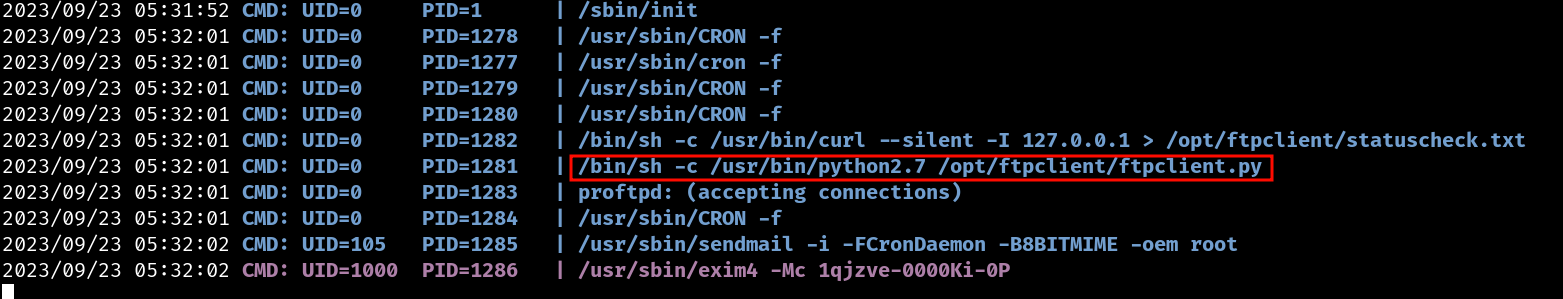 2023/09/23 05:31:52 CMD: UID=0     PID=1      | /sbin/init
2023/09/23 05:32:01 CMD: UID=0     PID=1278   | /usr/sbin/CRON -f
2023/09/23 05:32:01 CMD: UID=0     PID=1277   | /usr/sbin/cron -f
2023/09/23 05:32:01 CMD: UID=0     PID=1279   | /usr/sbin/CRON -f
2023/09/23 05:32:01 CMD: UID=0     PID=1280   | /usr/sbin/CRON -f
2023/09/23 05:32:01 CMD: UID=0     PID=1282   | /bin/sh -c /usr/bin/curl --silent -I 127.0.0.1 > /opt/ftpclient/statuscheck.txt
2023/09/23 05:32:01 CMD: UID=0     PID=1281   | /bin/sh -c /usr/bin/python2.7 /opt/ftpclient/ftpclient.py
2023/09/23 05:32:01 CMD: UID=0     PID=1283   | proftpd: (accepting connections)
2023/09/23 05:32:01 CMD: UID=0     PID=1284   | /usr/sbin/CRON -f
2023/09/23 05:32:02 CMD: UID=105   PID=1285   | /usr/sbin/sendmail -i -FCronDaemon -B8BITMIME -oem root
2023/09/23 05:32:02 CMD: UID=1000  PID=1286   | /usr/sbin/exim4 -Mc 1qjzve-0000Ki-0P